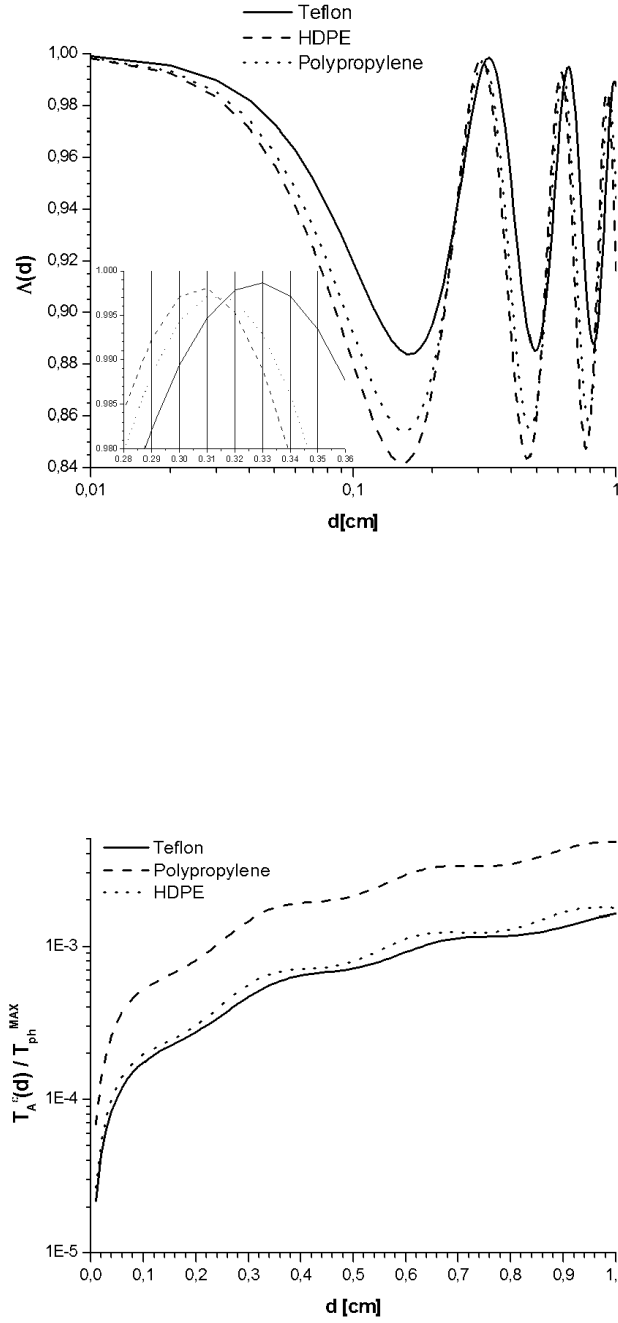 Teflon
HDPE
Polypropylene
1,00
0,98
0,96
0,94
0,92
0,90
0,88
0,86
0,84
Λ(d)
1.000
0.995
0.990
0.985
0.980
0.28 0.29 0.30 0.31 0.32 0.33 0.34 0.35 0.36
0,01 0,1 1
d[cm]
Teflon
Polypropylene
HDPE
1E-3
1E-4
1E-5
T_A^ε(d) / T_ph^MAX
0,0 0,1 0,2 0,3 0,4 0,5 0,6 0,7 0,8 0,9 1,
d [cm]